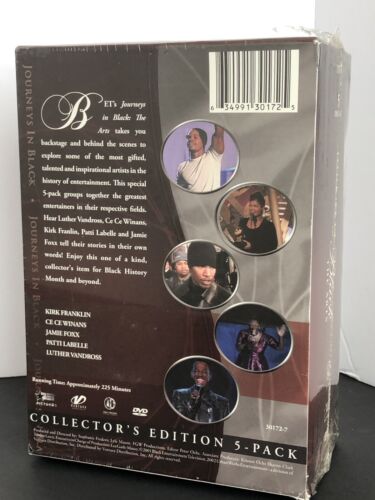 JOURNEYS IN BLACK • JOURNEYS IN BLACK • JOURNEYS IN BLACK
6 34991 30172 5
BET's Journeys
in Black: The
Arts takes you
backstage and behind the scenes to
explore some of the most gifted,
talented and inspirational artists in the
history of entertainment. This special
5-pack groups together the greatest
entertainers in their respective fields.
Hear Luther Vandross, Ce Ce Winans,
Kirk Franlin, Patti Labelle and Jamie
Foxx tell their stories in their own
words! Enjoy this one of a kind,
collector's item for Black History
Month and beyond.
KIRK FRANKLIN
CE CE WINANS
JAMIE FOXX
PATTI LABELLE
LUTHER VANDROSS
Running Time: Approximately 225 Minutes
VENTURA
DVD
30172-7
COLLECTOR'S EDITION 5-PACK